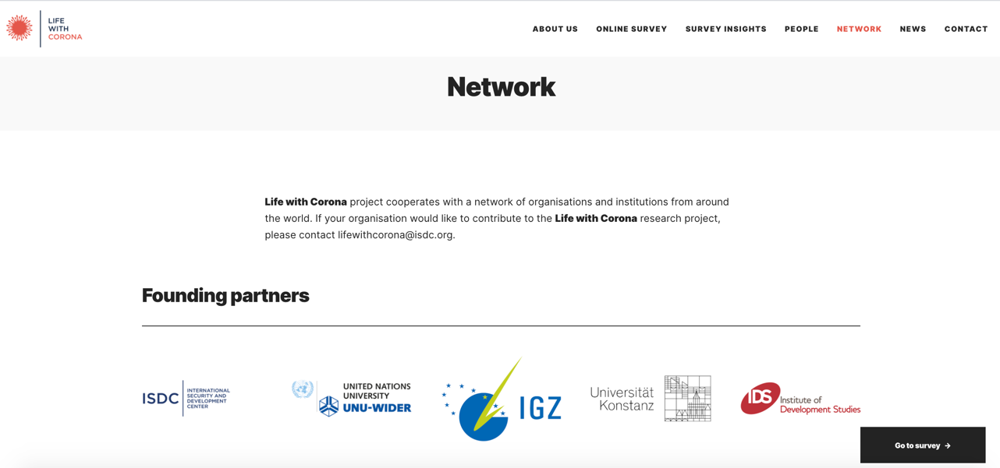 LIFE
WITH
CORONA
ABOUT US ONLINE SURVEY SURVEY INSIGHTS PEOPLE NETWORK NEWS CONTACT
Network
Life with Corona project cooperates with a network of organisations and institutions from around
the world. If your organisation would like to contribute to the Life with Corona research project,
please contact lifewithcorona@isdc.org.
Founding partners
ISDC
INTERNATIONAL
SECURITY AND
DEVELOPMENT
CENTER
UNITED NATIONS
UNIVERSITY
UNU-WIDER
IGZ
Universität
Konstanz
IDS
Institute of
Development Studies
Go to survey →